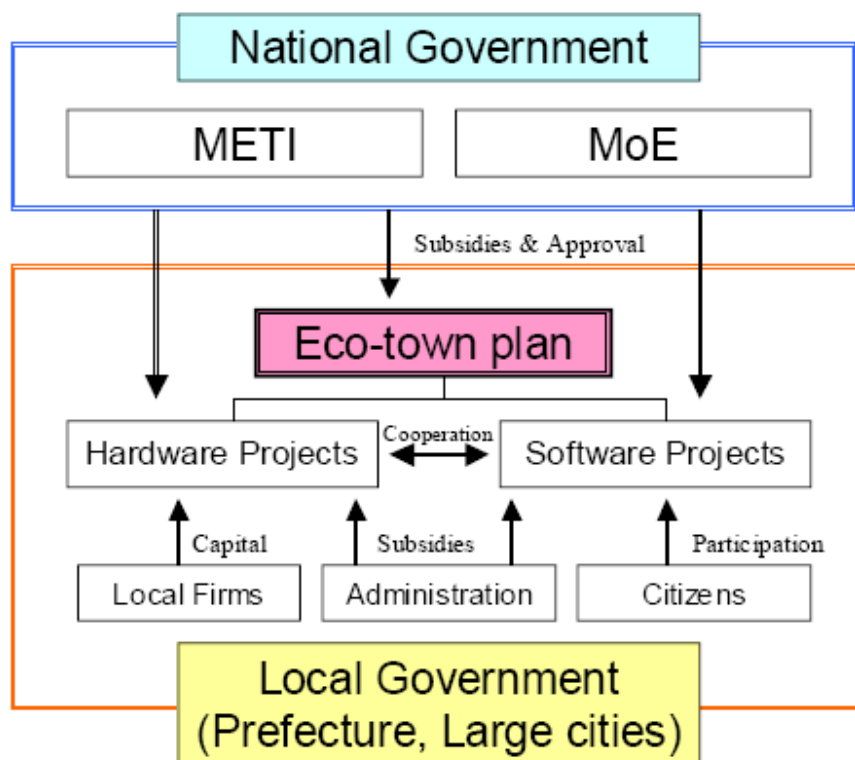 National Government
METI
MoE
Subsidies & Approval
Eco-town plan
Hardware Projects
Cooperation
Software Projects
Capital
Subsidies
Participation
Local Firms
Administration
Citizens
Local Government
(Prefecture, Large cities)